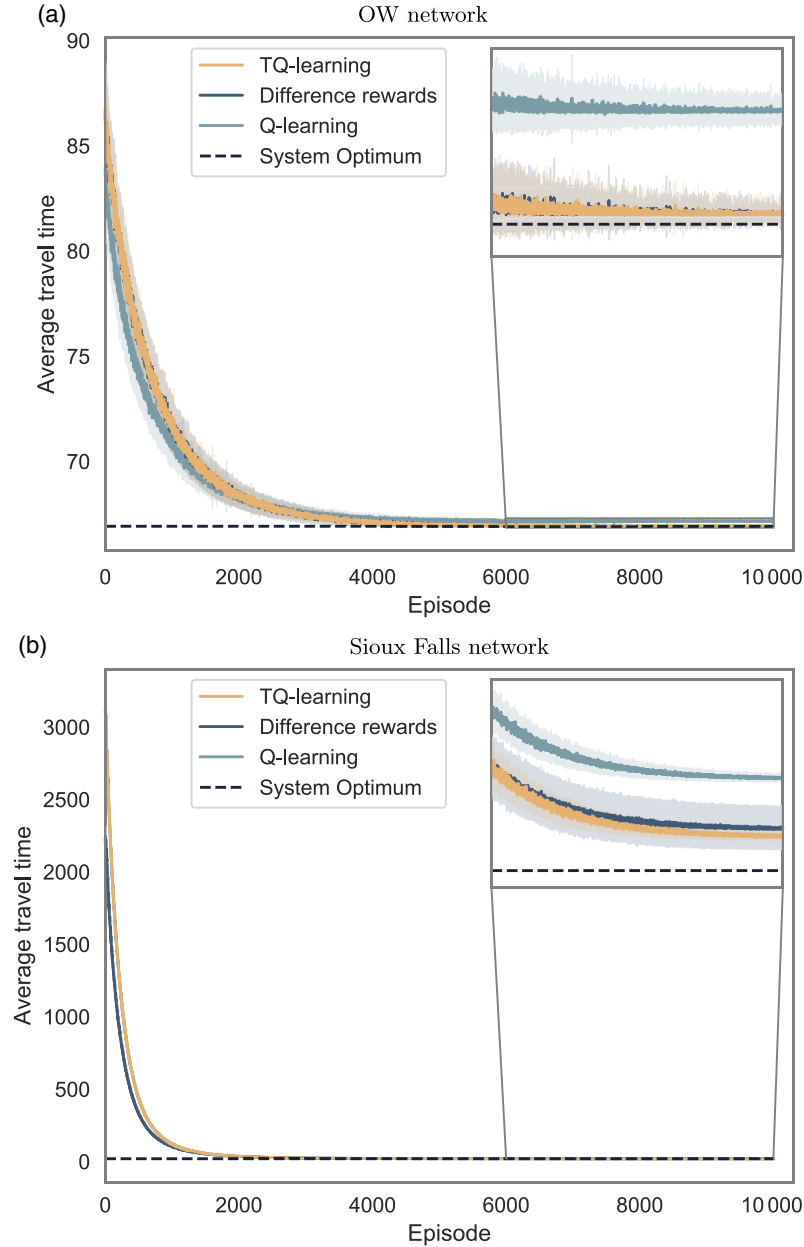 (a)
OW network
90
85
80
75
70
Average travel time
TQ-learning
Difference rewards
Q-learning
System Optimum
0 2000 4000 6000 8000 10 000
Episode
(b)
Sioux Falls network
3000
2500
2000
1500
1000
500
0
Average travel time
TQ-learning
Difference rewards
Q-learning
System Optimum
0 2000 4000 6000 8000 10 000
Episode